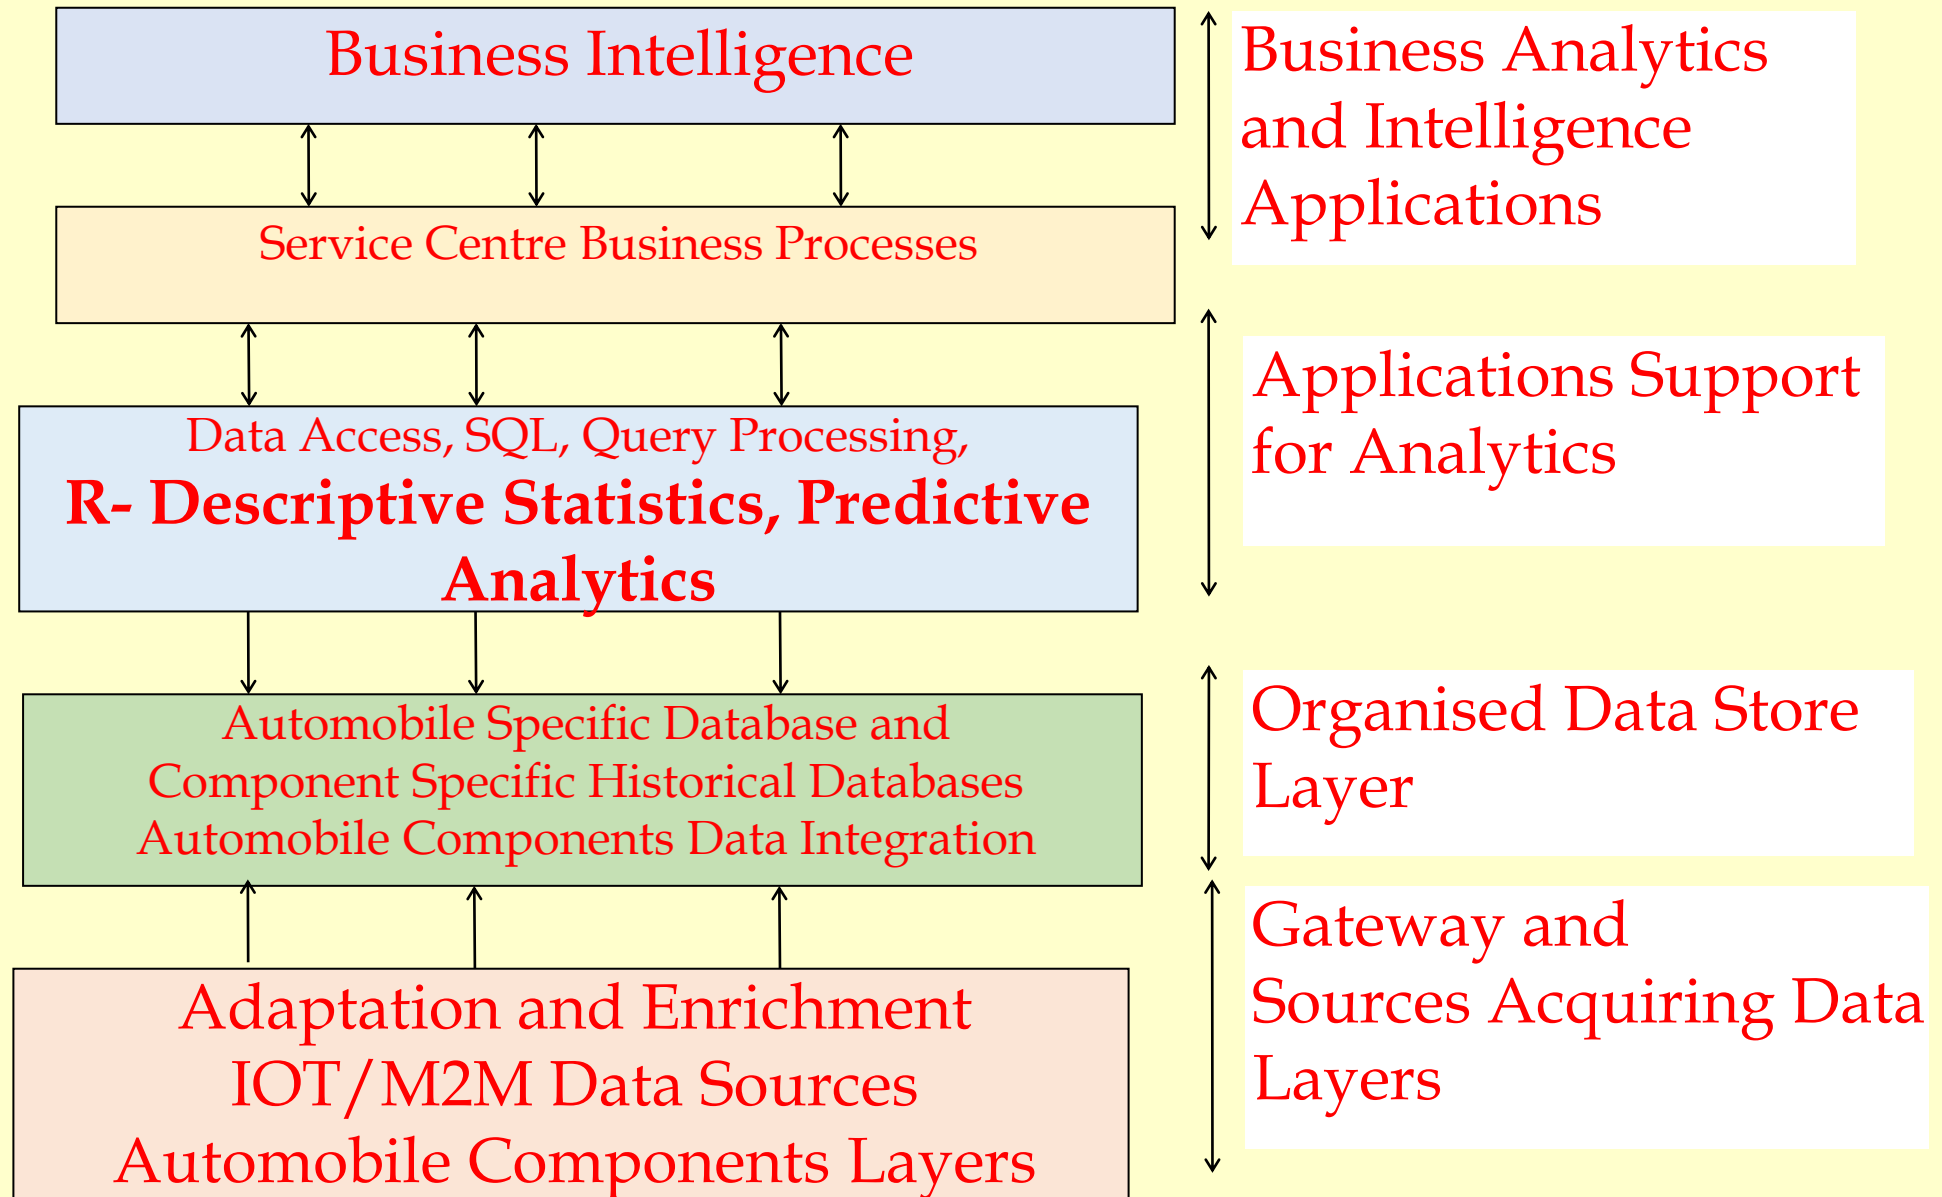 Business Intelligence
Service Centre Business Processes
Data Access, SQL, Query Processing,
R- Descriptive Statistics, Predictive
Analytics
Automobile Specific Database and
Component Specific Historical Databases
Automobile Components Data Integration
Adaptation and Enrichment
IOT/M2M Data Sources
Automobile Components Layers
Business Analytics
and Intelligence
Applications
Applications Support
for Analytics
Organised Data Store
Layer
Gateway and
Sources Acquiring Data
Layers